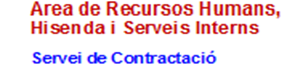 Area de Recursos Humans,
Hisenda i Serveis Interns
Servei de Contractació